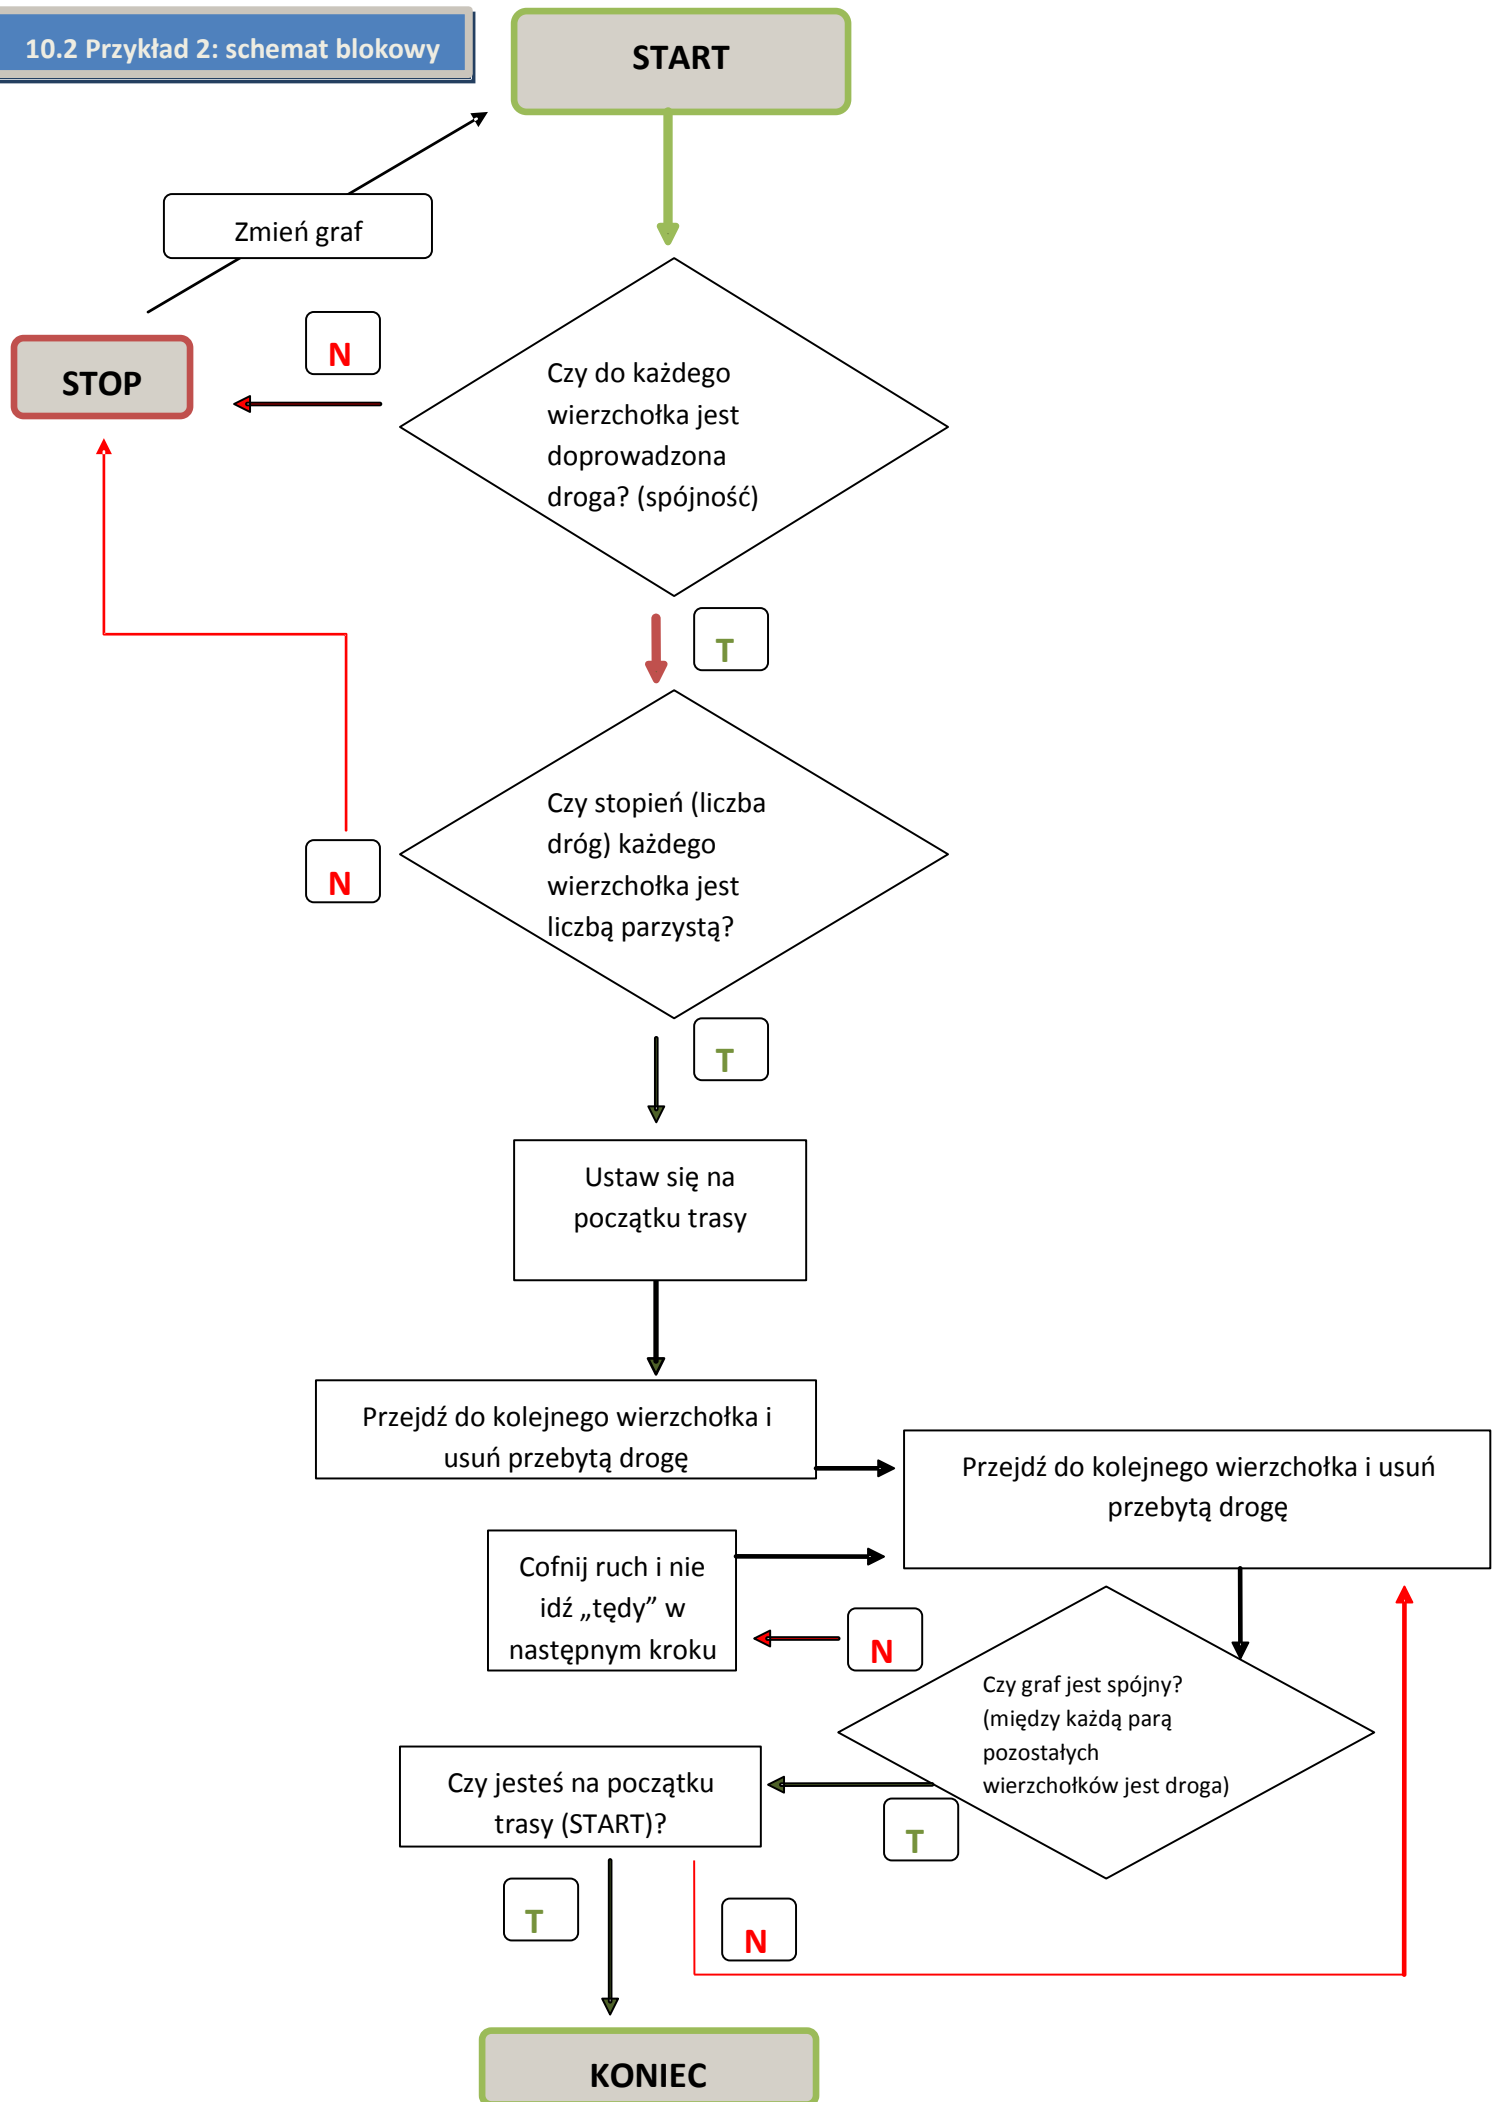 10.2 Przykład 2: schemat blokowy
START
Zmień graf
N
STOP
Czy do każdego
wierzchołka jest
doprowadzona
droga? (spójność)
T
Czy stopień (liczba
dróg) każdego
wierzchołka jest
liczbą parzystą?
N
T
Ustaw się na
początku trasy
Przejdź do kolejnego wierzchołka i
usuń przebytą drogę
Przejdź do kolejnego wierzchołka i usuń
przebytą drogę
Cofnij ruch i nie
idź „tędy” w
następnym kroku
N
Czy graf jest spójny?
(między każdą parą
pozostałych
wierzchołków jest droga)
Czy jesteś na początku
trasy (START)?
T
T
N
KONIEC